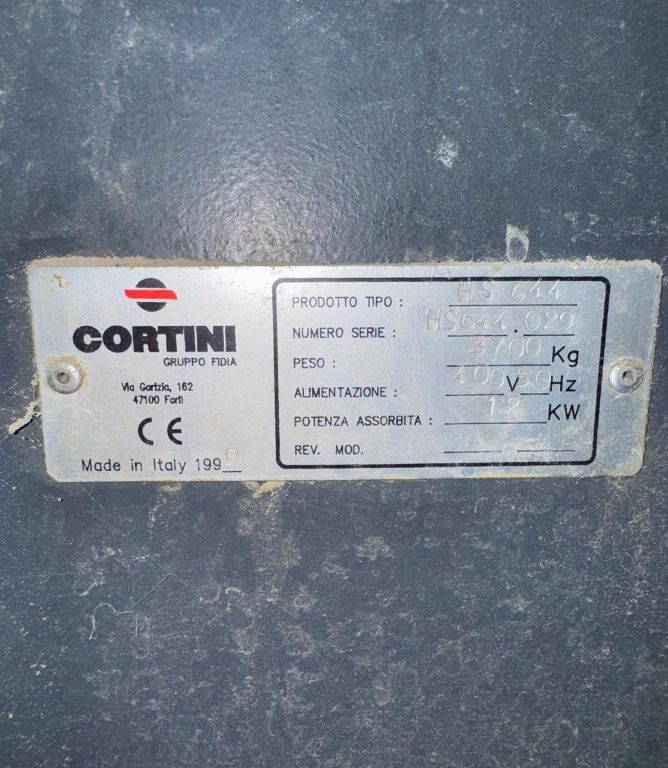 CORTINI
GRUPPO FIDIA
Via Gorizia, 162
47100 Forlì
CE
Made in Italy 199
PRODOTTO TIPO : HS 644
NUMERO SERIE : HS644.029
PESO : 3700 Kg
ALIMENTAZIONE : 400 V 50 Hz
POTENZA ASSORBITA : 12 KW
REV. MOD.